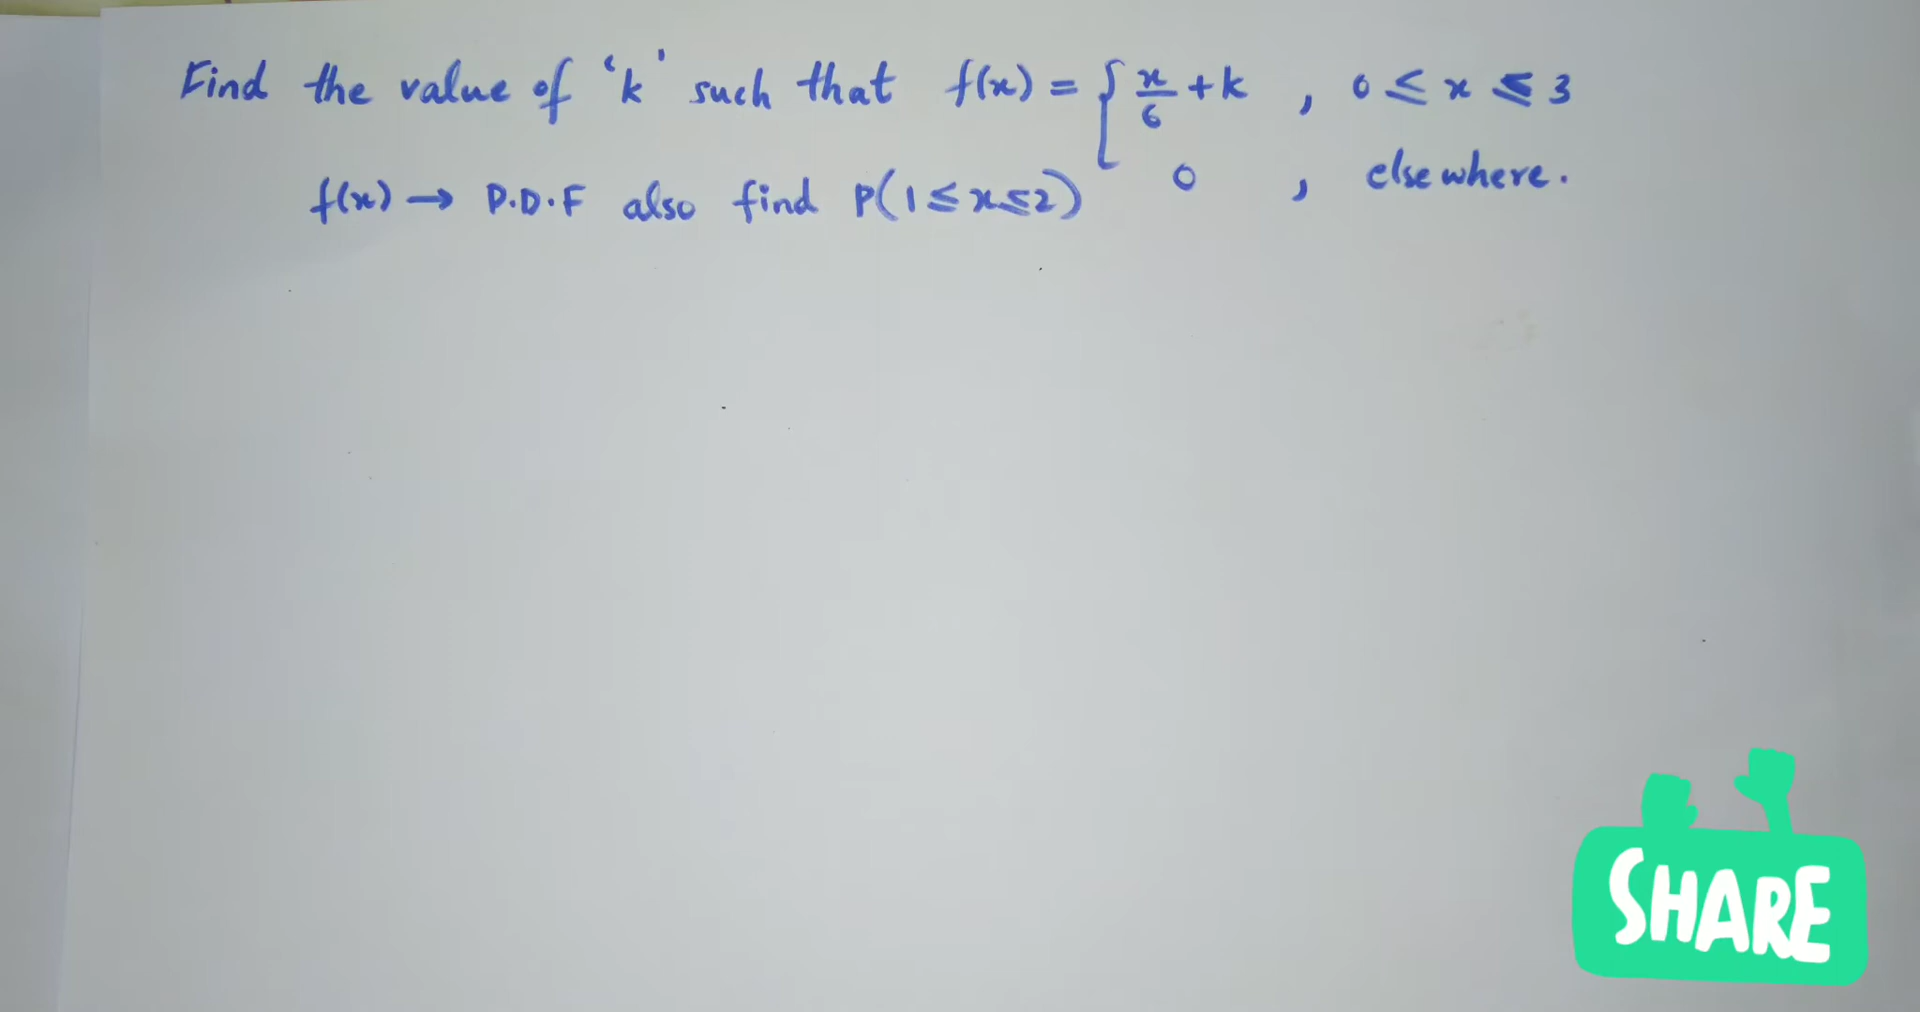 Find the value of 'k' such that f(x) = { x/6 + k , 0 ≤ x ≤ 3
0 , elsewhere.
f(x) → P.D.F also find P(1 ≤ x ≤ 2)
SHARE